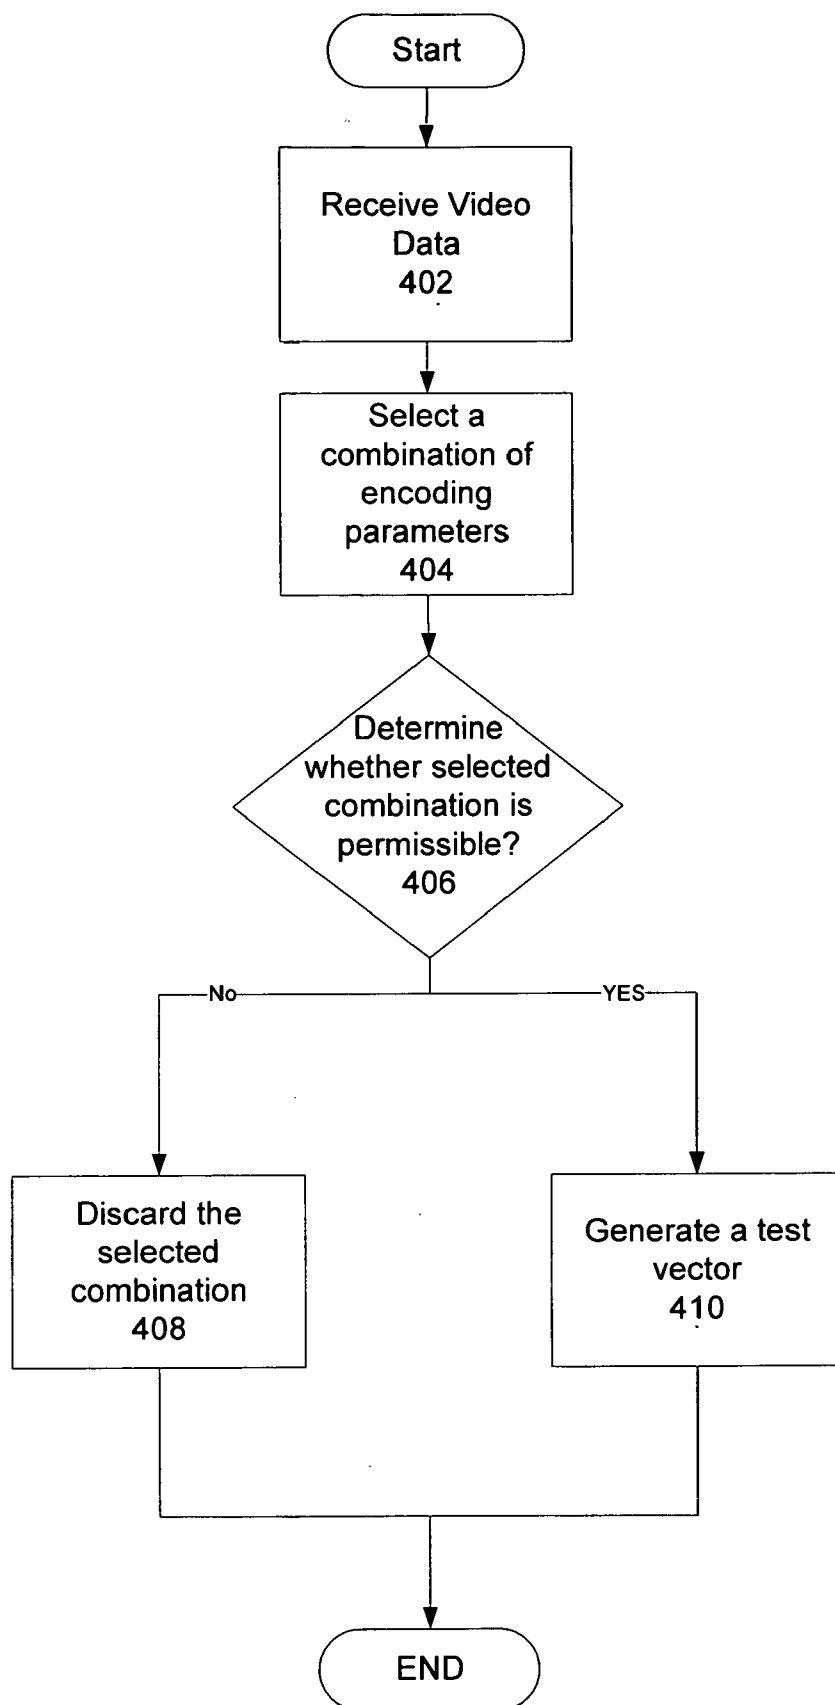 Start
Receive Video
Data
402
Select a
combination of
encoding
parameters
404
Determine
whether selected
combination is
permissible?
406
No
YES
Discard the
selected
combination
408
Generate a test
vector
410
END